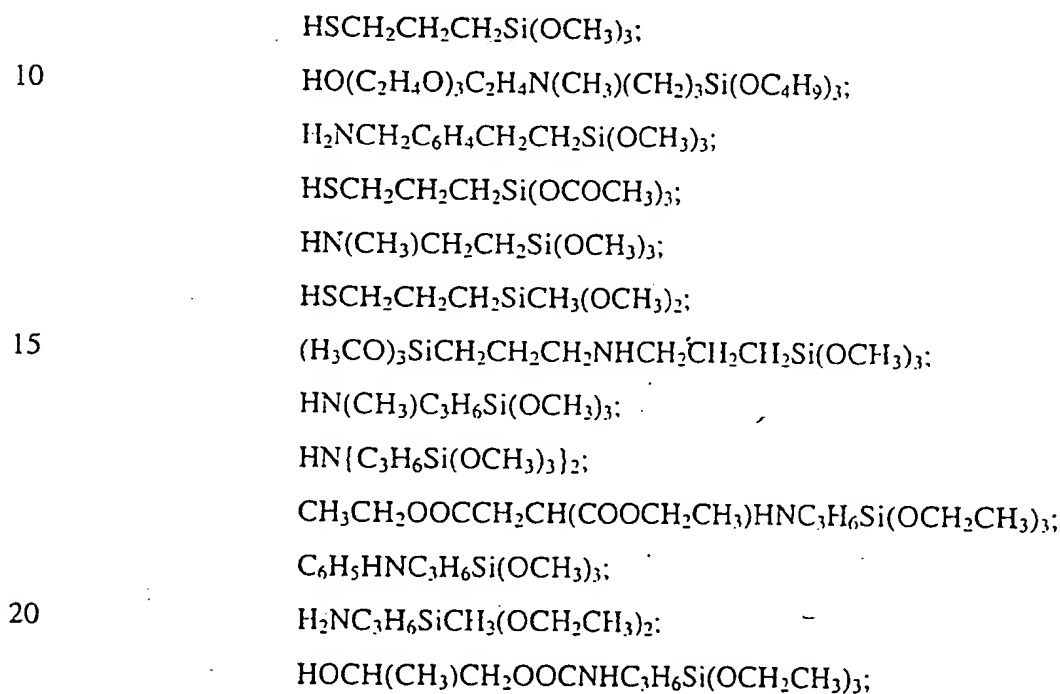 HSCH₂CH₂CH₂Si(OCH₃)₃;
10 HO(C₂H₄O)₃C₂H₄N(CH₃)(CH₂)₃Si(OC₄H₉)₃;
H₂NCH₂C₆H₄CH₂CH₂Si(OCH₃)₃;
HSCH₂CH₂CH₂Si(OCOCH₃)₃;
HN(CH₃)CH₂CH₂Si(OCH₃)₃;
HSCH₂CH₂CH₂SiCH₃(OCH₃)₂;
15 (H₃CO)₃SiCH₂CH₂CH₂NHCH₂CH₂CH₂Si(OCH₃)₃;
HN(CH₃)C₃H₆Si(OCH₃)₃;
HN{C₃H₆Si(OCH₃)₃}₂;
CH₃CH₂OOCCH₂CH(COOCH₂CH₃)HNC₃H₆Si(OCH₂CH₃)₃;
C₆H₅HNC₃H₆Si(OCH₃)₃;
20 H₂NC₃H₆SiCH₃(OCH₂CH₃)₂:
HOCH(CH₃)CH₂OOCNHC₃H₆Si(OCH₂CH₃)₃;